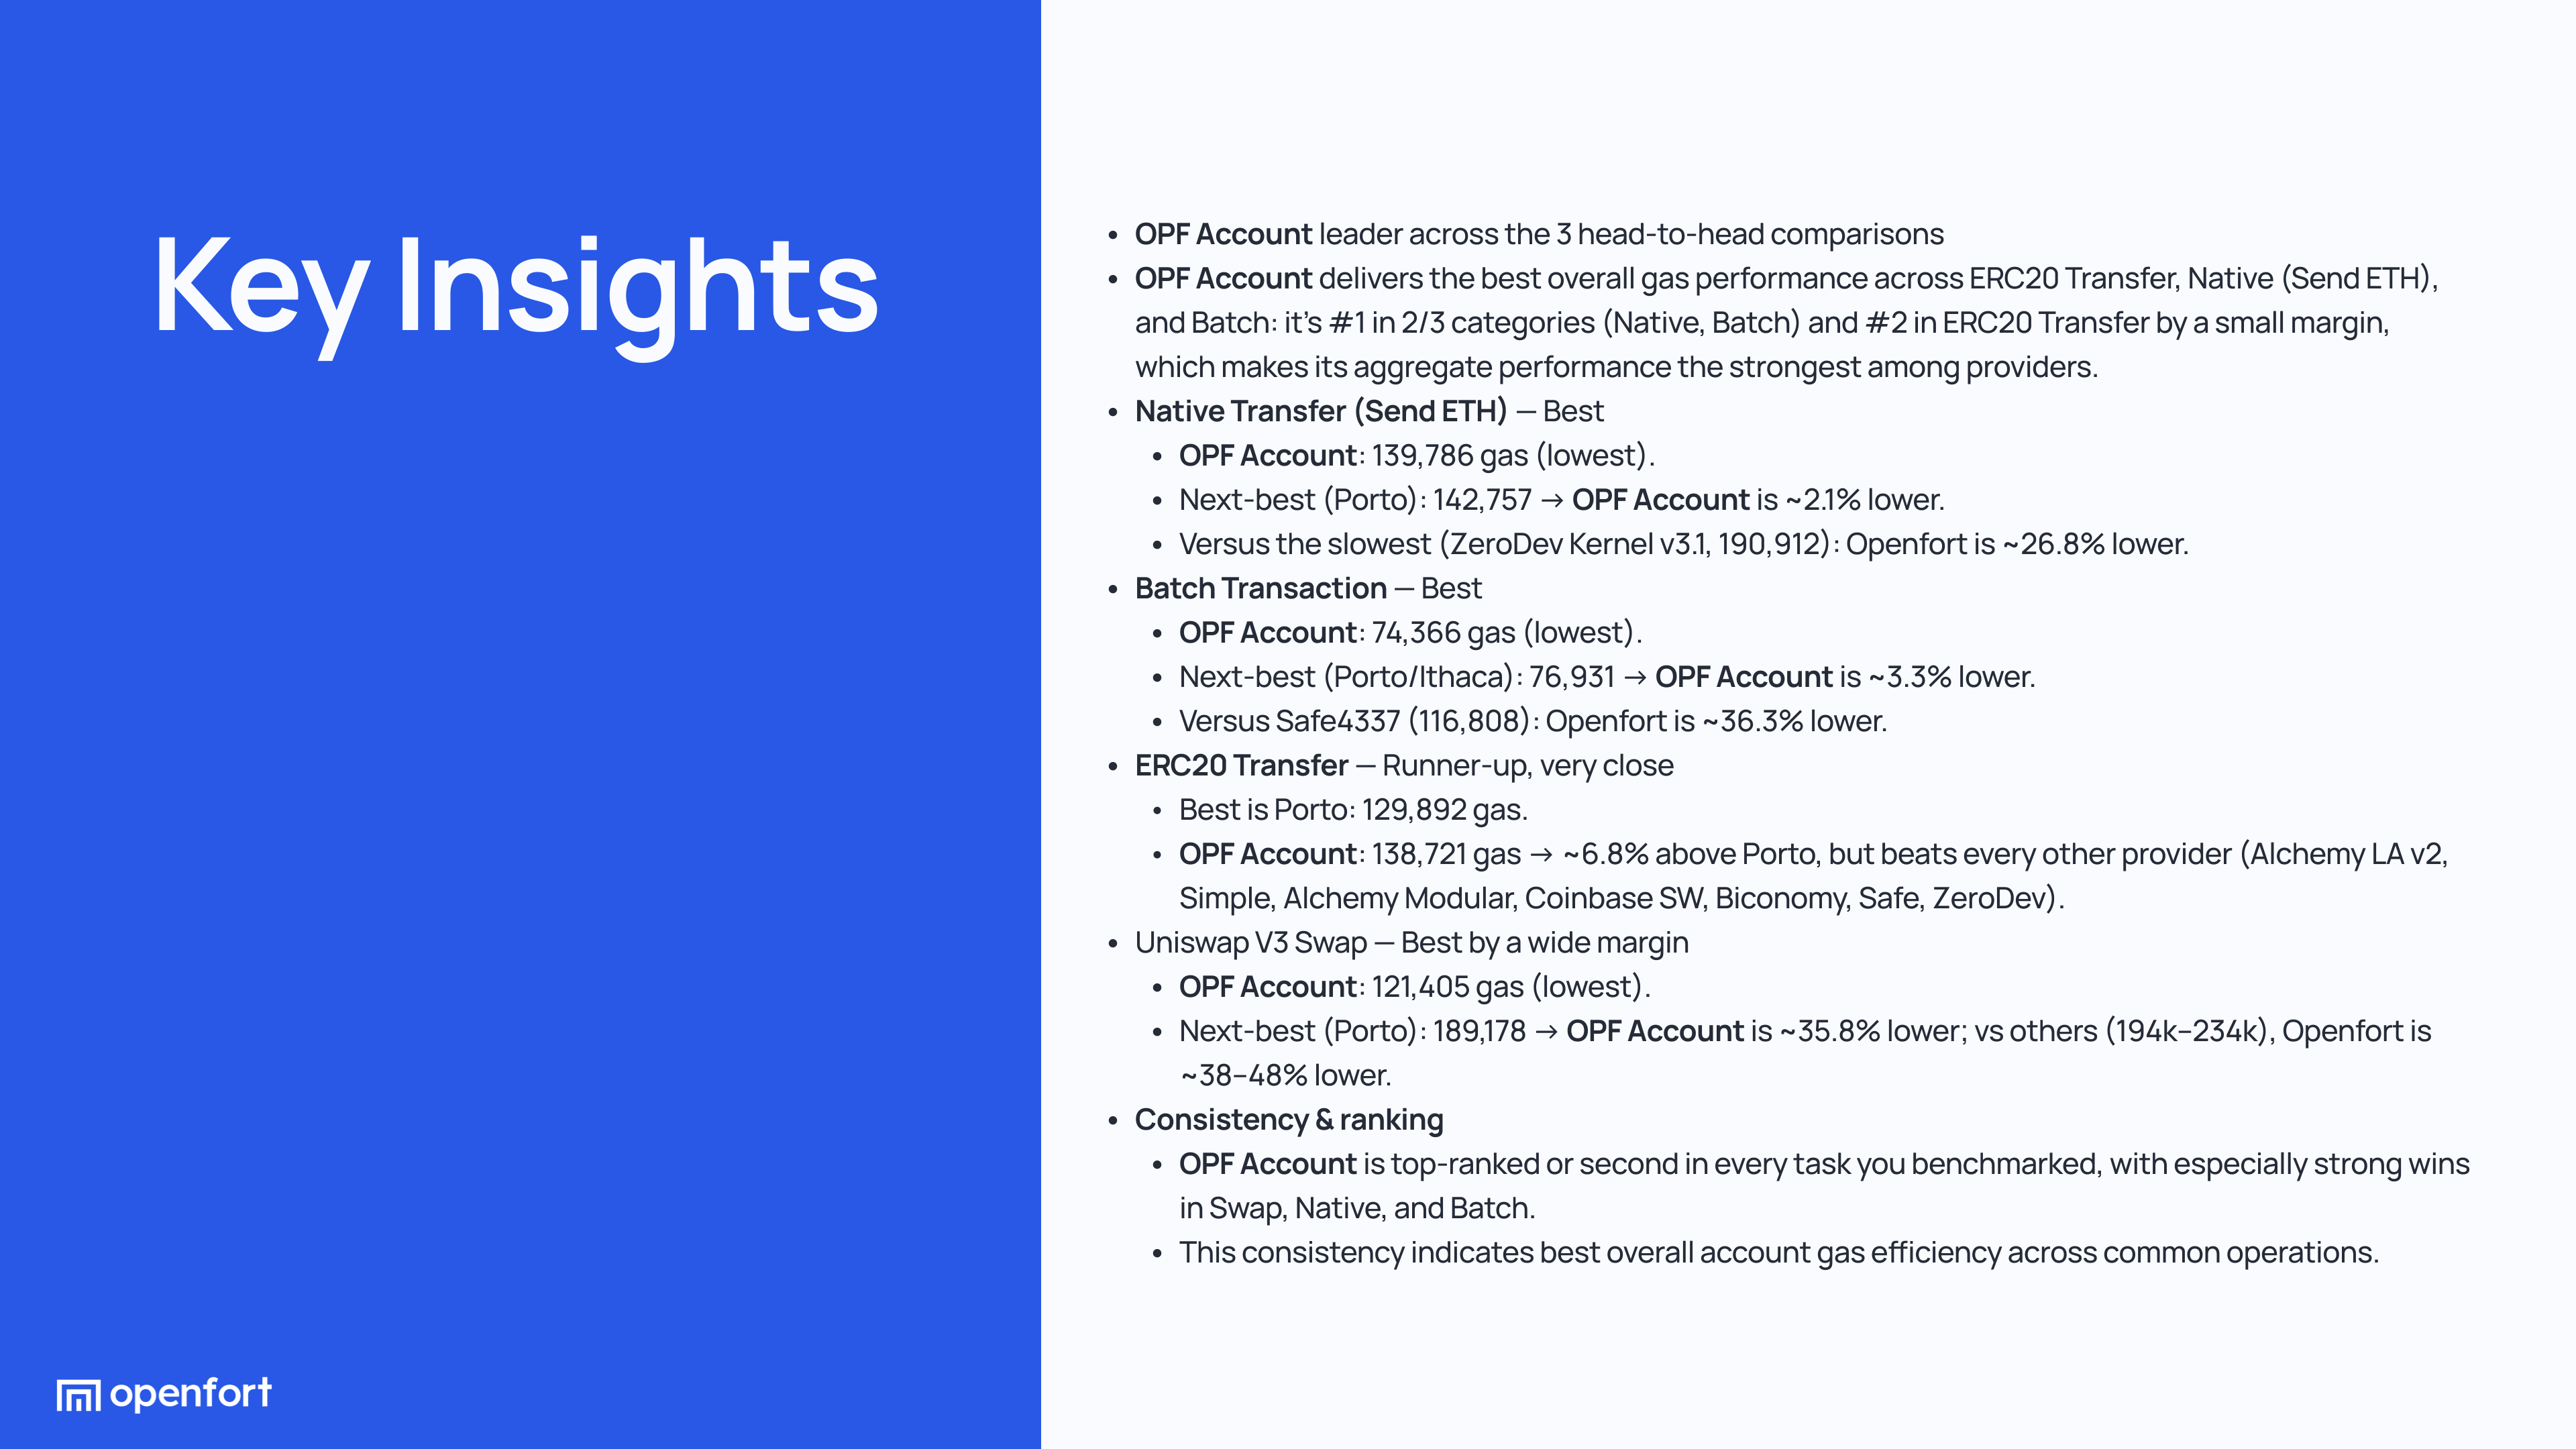 Key Insights
• OPF Account leader across the 3 head-to-head comparisons
• OPF Account delivers the best overall gas performance across ERC20 Transfer, Native (Send ETH),
and Batch: it's #1 in 2/3 categories (Native, Batch) and #2 in ERC20 Transfer by a small margin,
which makes its aggregate performance the strongest among providers.
• Native Transfer (Send ETH) — Best
• OPF Account: 139,786 gas (lowest).
• Next-best (Porto): 142,757 → OPF Account is ~2.1% lower.
• Versus the slowest (ZeroDev Kernel v3.1, 190,912): Openfort is ~26.8% lower.
• Batch Transaction — Best
• OPF Account: 74,366 gas (lowest).
• Next-best (Porto/Ithaca): 76,931 → OPF Account is ~3.3% lower.
• Versus Safe4337 (116,808): Openfort is ~36.3% lower.
• ERC20 Transfer — Runner-up, very close
• Best is Porto: 129,892 gas.
• OPF Account: 138,721 gas → ~6.8% above Porto, but beats every other provider (Alchemy LA v2,
Simple, Alchemy Modular, Coinbase SW, Biconomy, Safe, ZeroDev).
• Uniswap V3 Swap — Best by a wide margin
• OPF Account: 121,405 gas (lowest).
• Next-best (Porto): 189,178 → OPF Account is ~35.8% lower; vs others (194k–234k), Openfort is
~38–48% lower.
• Consistency & ranking
• OPF Account is top-ranked or second in every task you benchmarked, with especially strong wins
in Swap, Native, and Batch.
• This consistency indicates best overall account gas efficiency across common operations.
openfort